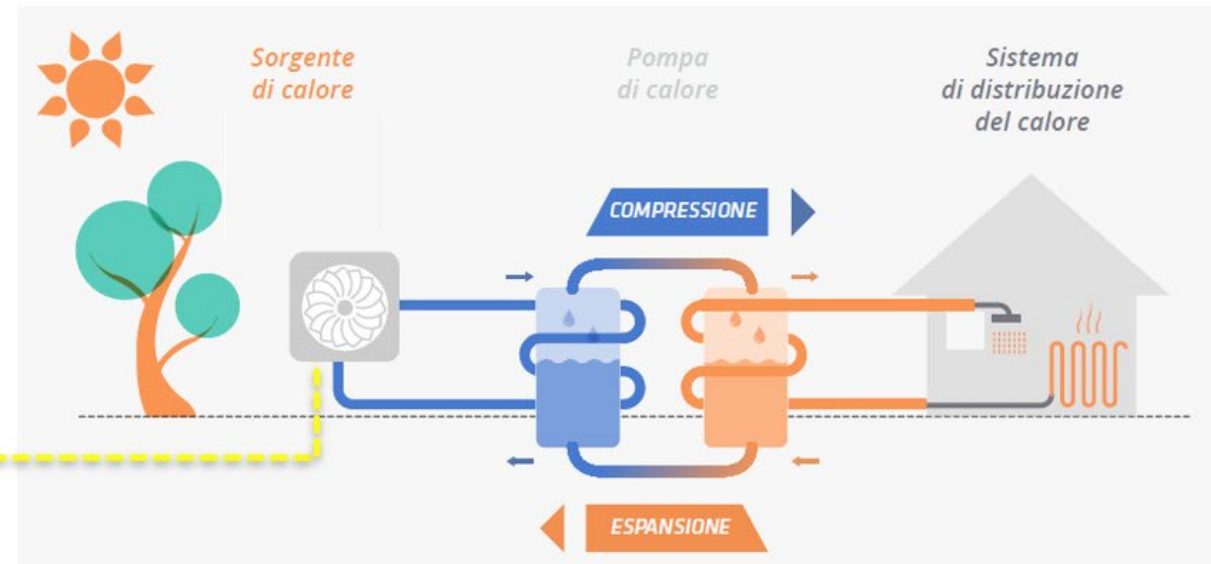 Sorgente
di calore
Pompa
di calore
Sistema
di distribuzione
del calore
COMPRESSIONE
ESPANSIONE